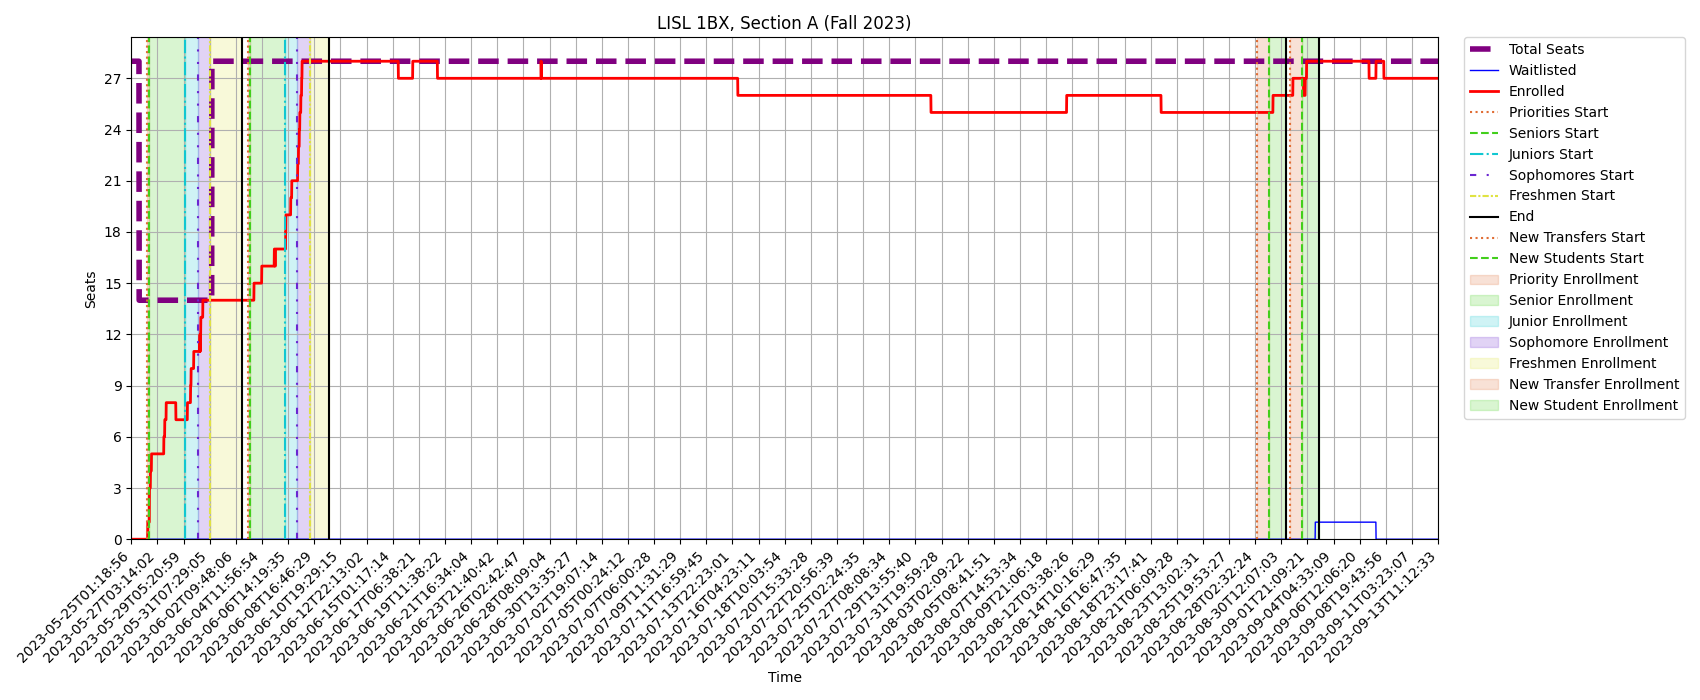 LISL 1BX, Section A (Fall 2023)
Seats
27
24
21
18
15
12
9
6
3
0
2023-05-25T01:18:56
2023-05-27T03:14:02
2023-05-29T05:20:59
2023-05-31T07:29:05
2023-06-02T09:48:06
2023-06-04T11:56:54
2023-06-06T14:19:35
2023-06-08T16:46:29
2023-06-10T19:29:15
2023-06-12T22:13:02
2023-06-15T01:17:14
2023-06-17T06:38:21
2023-06-19T11:38:22
2023-06-21T16:34:04
2023-06-23T21:40:42
2023-06-26T02:42:47
2023-06-28T08:09:04
2023-06-30T13:35:27
2023-07-02T19:07:14
2023-07-05T00:24:12
2023-07-07T06:00:28
2023-07-09T11:31:29
2023-07-11T16:59:45
2023-07-13T22:23:01
2023-07-16T04:23:11
2023-07-18T10:03:54
2023-07-20T15:33:28
2023-07-22T20:56:39
2023-07-25T02:24:35
2023-07-27T08:08:34
2023-07-29T13:55:40
2023-07-31T19:59:28
2023-08-03T02:09:22
2023-08-05T08:41:51
2023-08-07T14:53:34
2023-08-09T21:06:18
2023-08-12T03:38:26
2023-08-14T10:16:29
2023-08-16T16:47:35
2023-08-18T23:17:41
2023-08-21T06:09:28
2023-08-23T13:02:31
2023-08-25T19:53:27
2023-08-28T02:32:24
2023-08-30T12:07:03
2023-09-01T21:09:21
2023-09-04T04:33:09
2023-09-06T12:06:20
2023-09-08T19:43:56
2023-09-11T03:23:07
2023-09-13T11:12:33
Time
Total Seats
Waitlisted
Enrolled
Priorities Start
Seniors Start
Juniors Start
Sophomores Start
Freshmen Start
End
New Transfers Start
New Students Start
Priority Enrollment
Senior Enrollment
Junior Enrollment
Sophomore Enrollment
Freshmen Enrollment
New Transfer Enrollment
New Student Enrollment